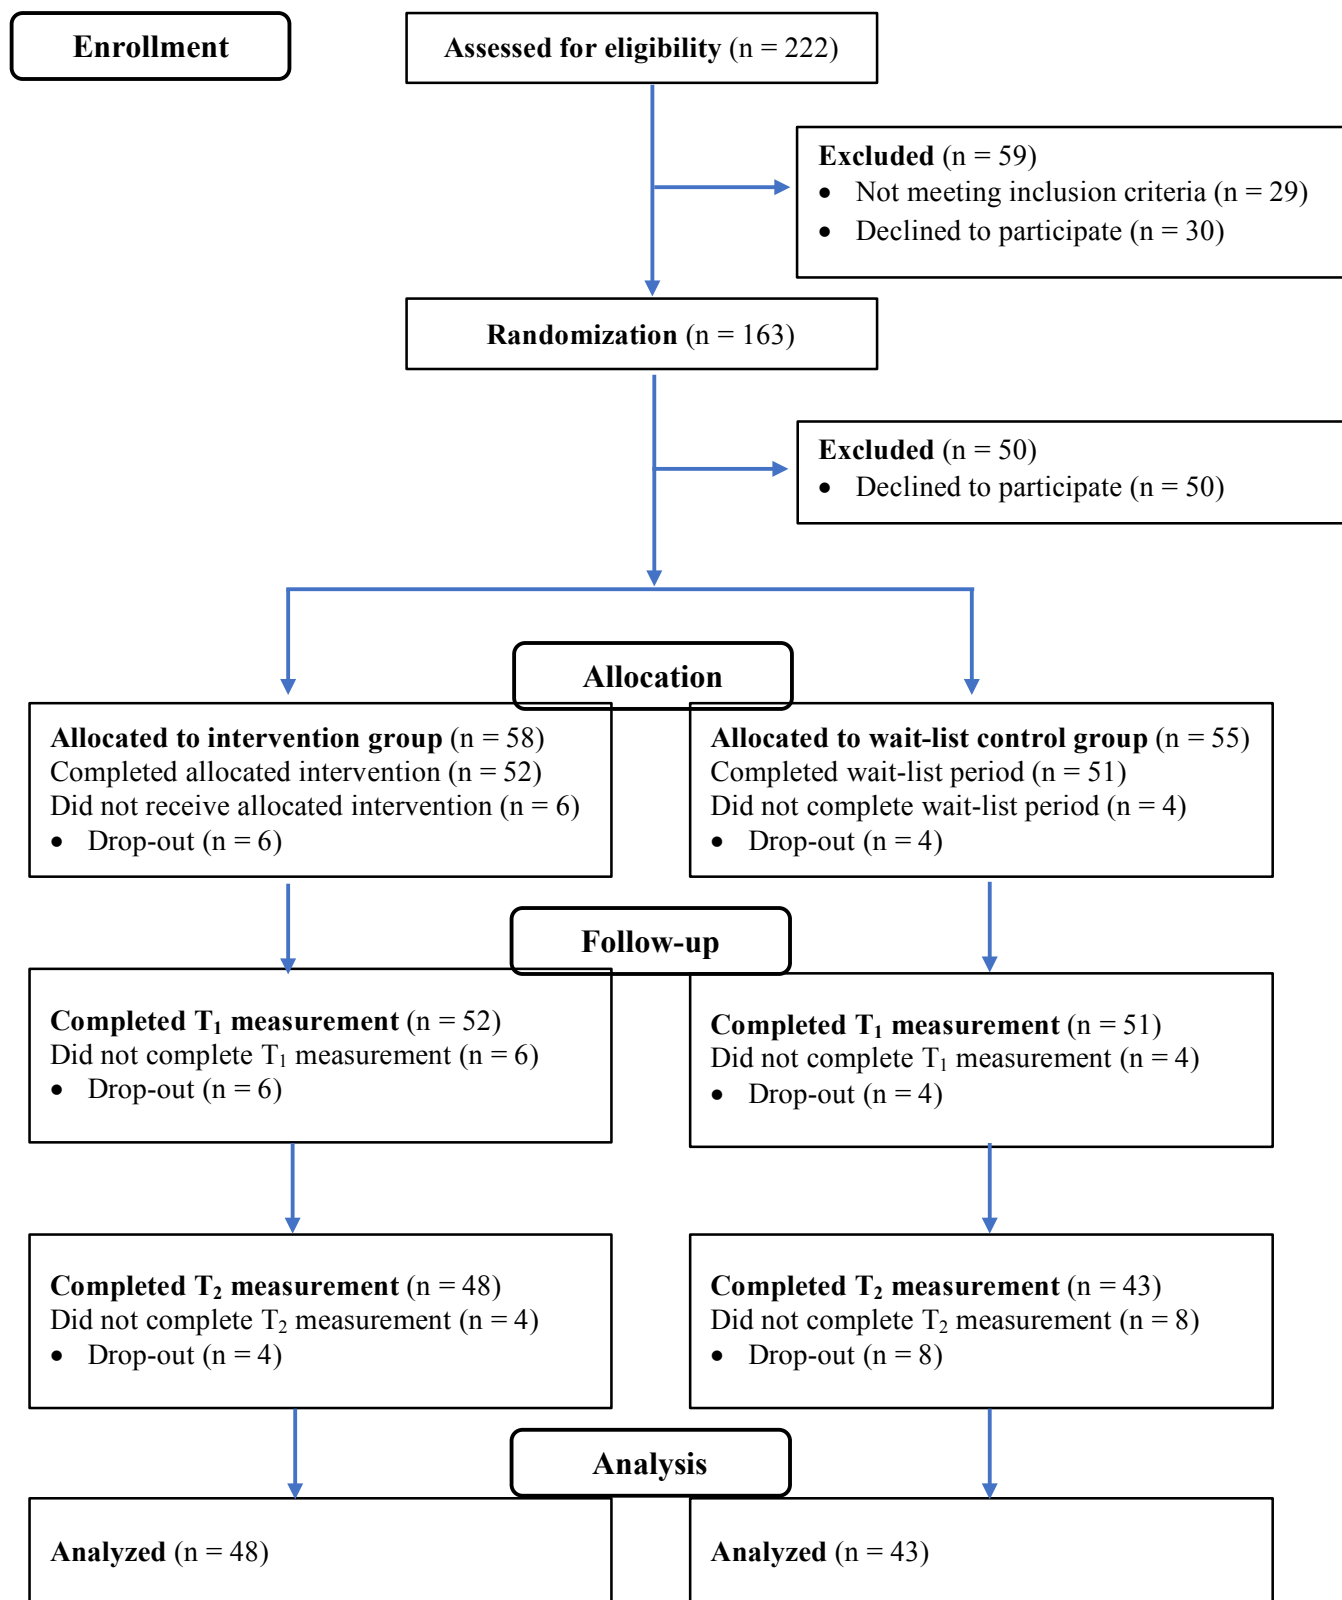 Enrollment
Assessed for eligibility (n = 222)
Excluded (n = 59)
• Not meeting inclusion criteria (n = 29)
• Declined to participate (n = 30)
Randomization (n = 163)
Excluded (n = 50)
• Declined to participate (n = 50)
Allocation
Allocated to intervention group (n = 58)
Completed allocated intervention (n = 52)
Did not receive allocated intervention (n = 6)
• Drop-out (n = 6)
Allocated to wait-list control group (n = 55)
Completed wait-list period (n = 51)
Did not complete wait-list period (n = 4)
• Drop-out (n = 4)
Follow-up
Completed T₁ measurement (n = 52)
Did not complete T₁ measurement (n = 6)
• Drop-out (n = 6)
Completed T₁ measurement (n = 51)
Did not complete T₁ measurement (n = 4)
• Drop-out (n = 4)
Completed T₂ measurement (n = 48)
Did not complete T₂ measurement (n = 4)
• Drop-out (n = 4)
Completed T₂ measurement (n = 43)
Did not complete T₂ measurement (n = 8)
• Drop-out (n = 8)
Analysis
Analyzed (n = 48)
Analyzed (n = 43)